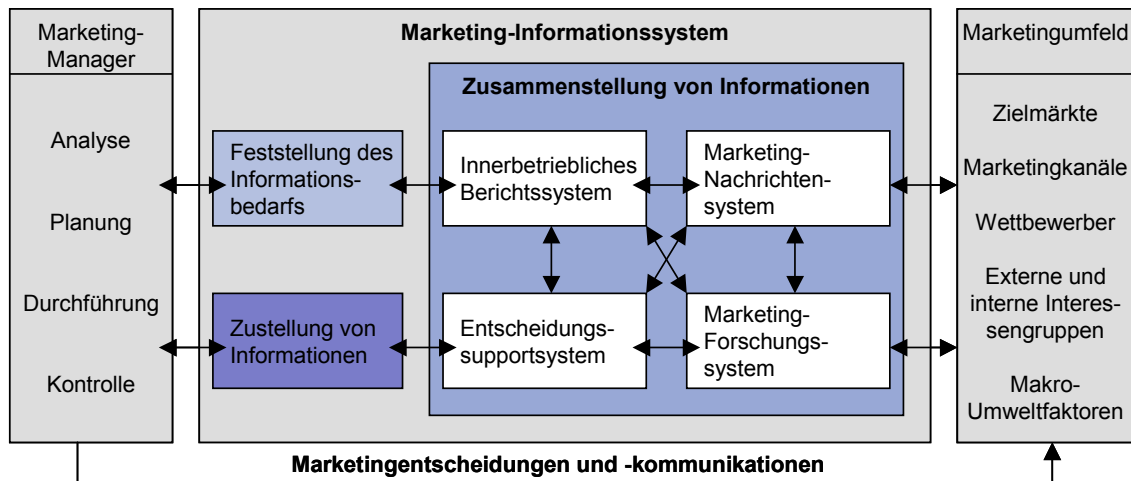 Marketing-
Manager
Analyse
Planung
Durchführung
Kontrolle
Marketing-Informationssystem
Feststellung des
Informations-
bedarfs
Zustellung von
Informationen
Zusammenstellung von Informationen
Innerbetriebliches
Berichtssystem
Marketing-
Nachrichten-
system
Entscheidungs-
supportsystem
Marketing-
Forschungs-
system
Marketingumfeld
Zielmärkte
Marketingkanäle
Wettbewerber
Externe und
interne Interes-
sengruppen
Makro-
Umweltfaktoren
Marketingentscheidungen und -kommunikationen